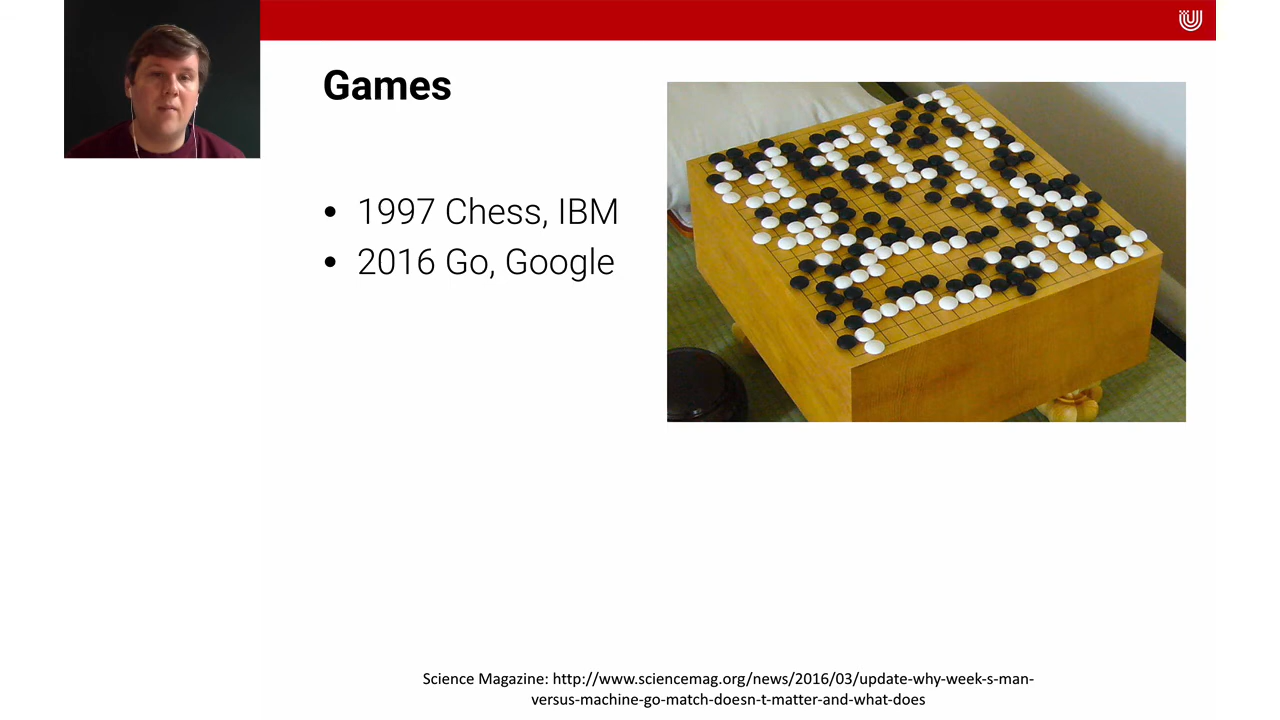 Games
• 1997 Chess, IBM
• 2016 Go, Google
Science Magazine: http://www.sciencemag.org/news/2016/03/update-why-week-s-man-
versus-machine-go-match-doesn-t-matter-and-what-does